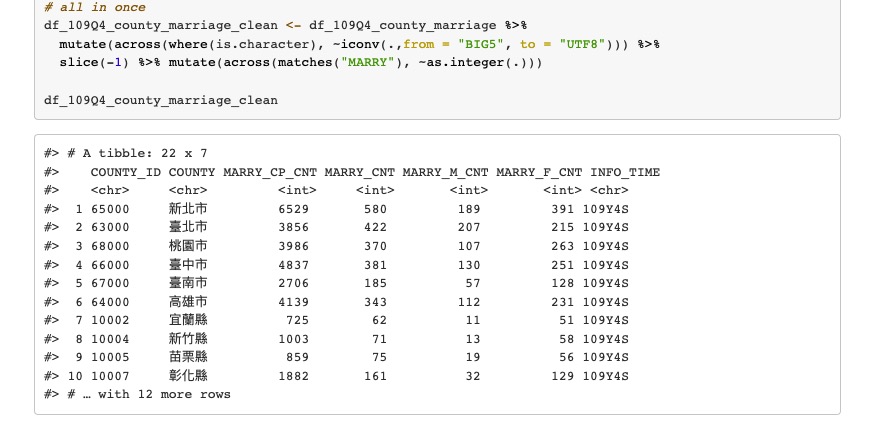 # all in once
df_109Q4_county_marriage_clean <- df_109Q4_county_marriage %>%
  mutate(across(where(is.character), ~iconv(.,from = "BIG5", to = "UTF8"))) %>%
  slice(-1) %>% mutate(across(matches("MARRY"), ~as.integer(.)))

df_109Q4_county_marriage_clean
#> # A tibble: 22 x 7
#>    COUNTY_ID COUNTY MARRY_CP_CNT MARRY_CNT MARRY_M_CNT MARRY_F_CNT INFO_TIME
#>    <chr>     <chr>         <int>     <int>       <int>       <int> <chr>
#>  1 65000     新北市         6529       580         189         391 109Y4S
#>  2 63000     臺北市         3856       422         207         215 109Y4S
#>  3 68000     桃園市         3986       370         107         263 109Y4S
#>  4 66000     臺中市         4837       381         130         251 109Y4S
#>  5 67000     臺南市         2706       185          57         128 109Y4S
#>  6 64000     高雄市         4139       343         112         231 109Y4S
#>  7 10002     宜蘭縣          725        62          11          51 109Y4S
#>  8 10004     新竹縣         1003        71          13          58 109Y4S
#>  9 10005     苗栗縣          859        75          19          56 109Y4S
#> 10 10007     彰化縣         1882       161          32         129 109Y4S
#> # … with 12 more rows